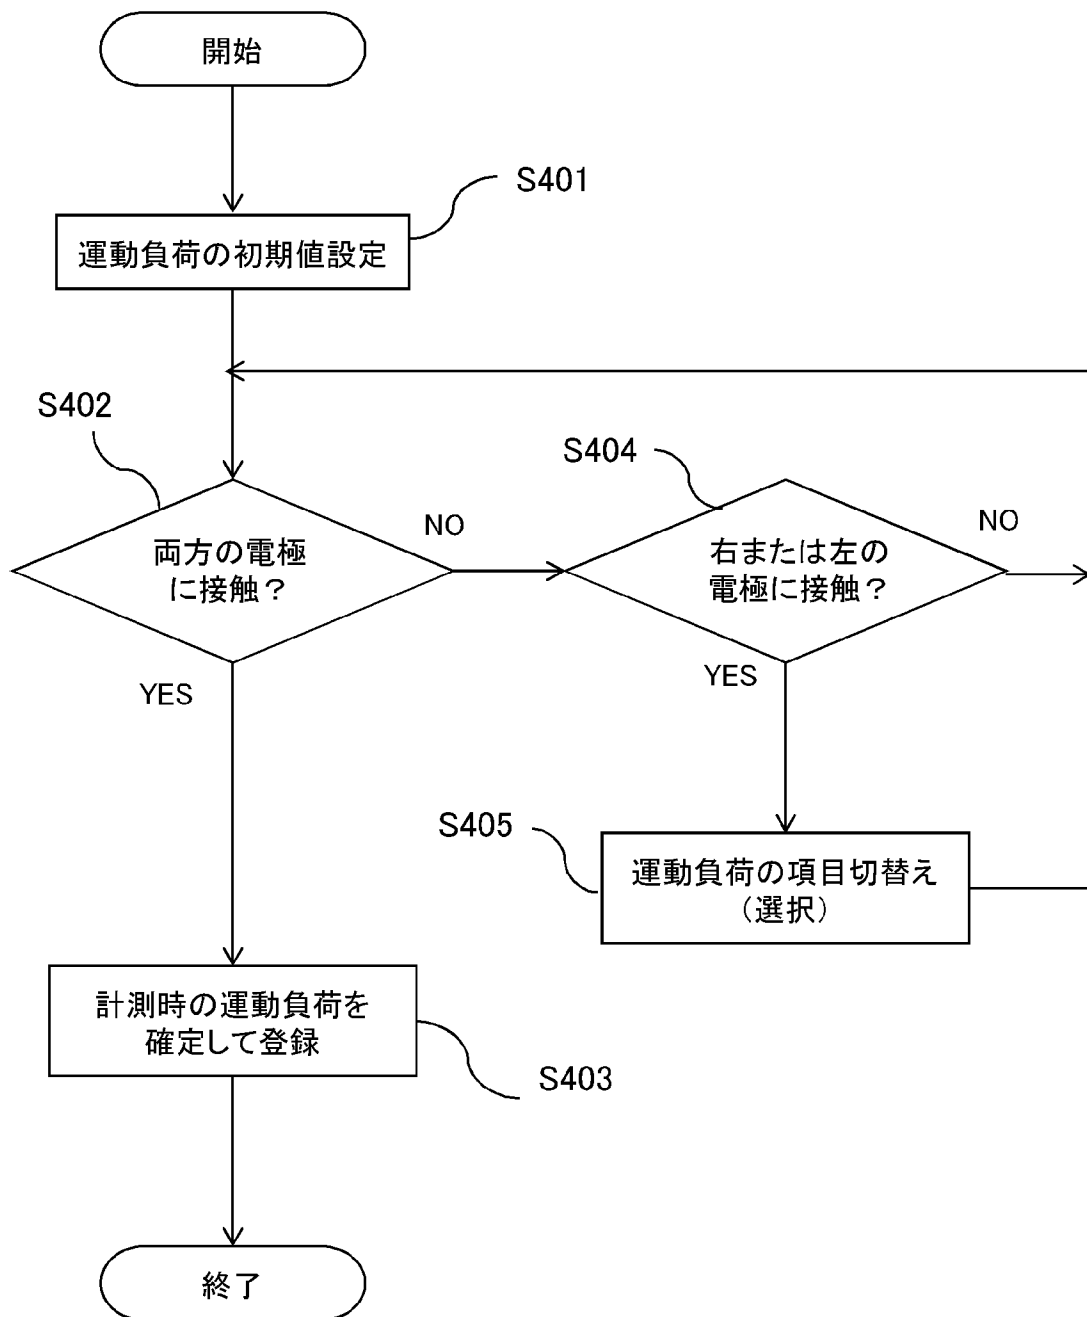 開始
S401
運動負荷の初期値設定
S402
両方の電極
に接触？
NO
YES
S404
右または左の
電極に接触？
NO
YES
S405
運動負荷の項目切替え
（選択）
計測時の運動負荷を
確定して登録
S403
終了